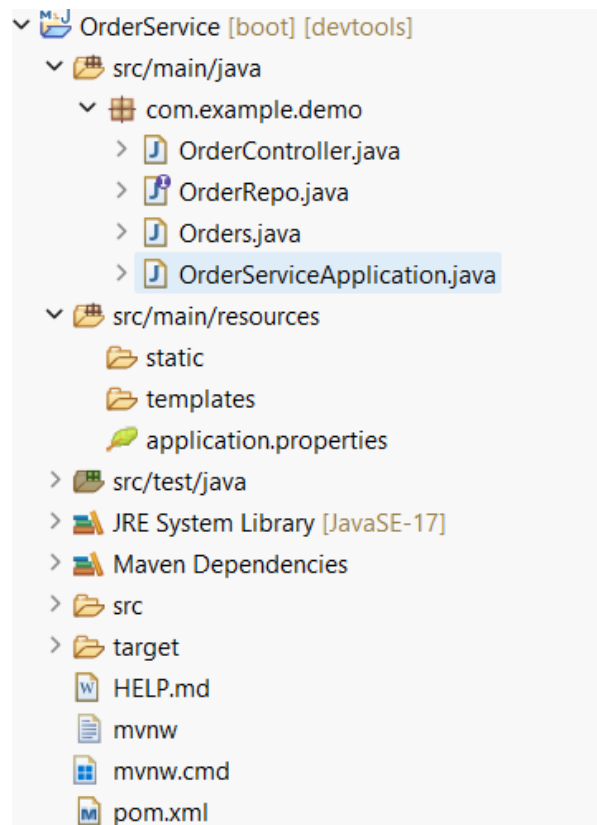 OrderService [boot] [devtools]
src/main/java
com.example.demo
OrderController.java
OrderRepo.java
Orders.java
OrderServiceApplication.java
src/main/resources
static
templates
application.properties
src/test/java
JRE System Library [JavaSE-17]
Maven Dependencies
src
target
HELP.md
mvnw
mvnw.cmd
pom.xml